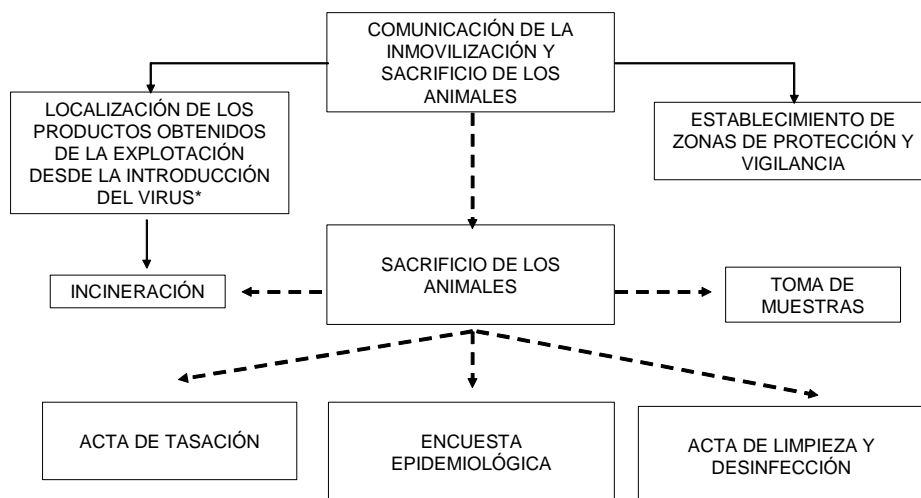 COMUNICACIÓN DE LA
INMOVILIZACIÓN Y
SACRIFICIO DE LOS
ANIMALES
LOCALIZACIÓN DE LOS
PRODUCTOS OBTENIDOS
DE LA EXPLOTACIÓN
DESDE LA INTRODUCCIÓN
DEL VIRUS*
ESTABLECIMIENTO DE
ZONAS DE PROTECCIÓN Y
VIGILANCIA
INCINERACIÓN
SACRIFICIO DE LOS
ANIMALES
TOMA DE
MUESTRAS
ACTA DE TASACIÓN
ENCUESTA
EPIDEMIOLÓGICA
ACTA DE LIMPIEZA Y
DESINFECCIÓN